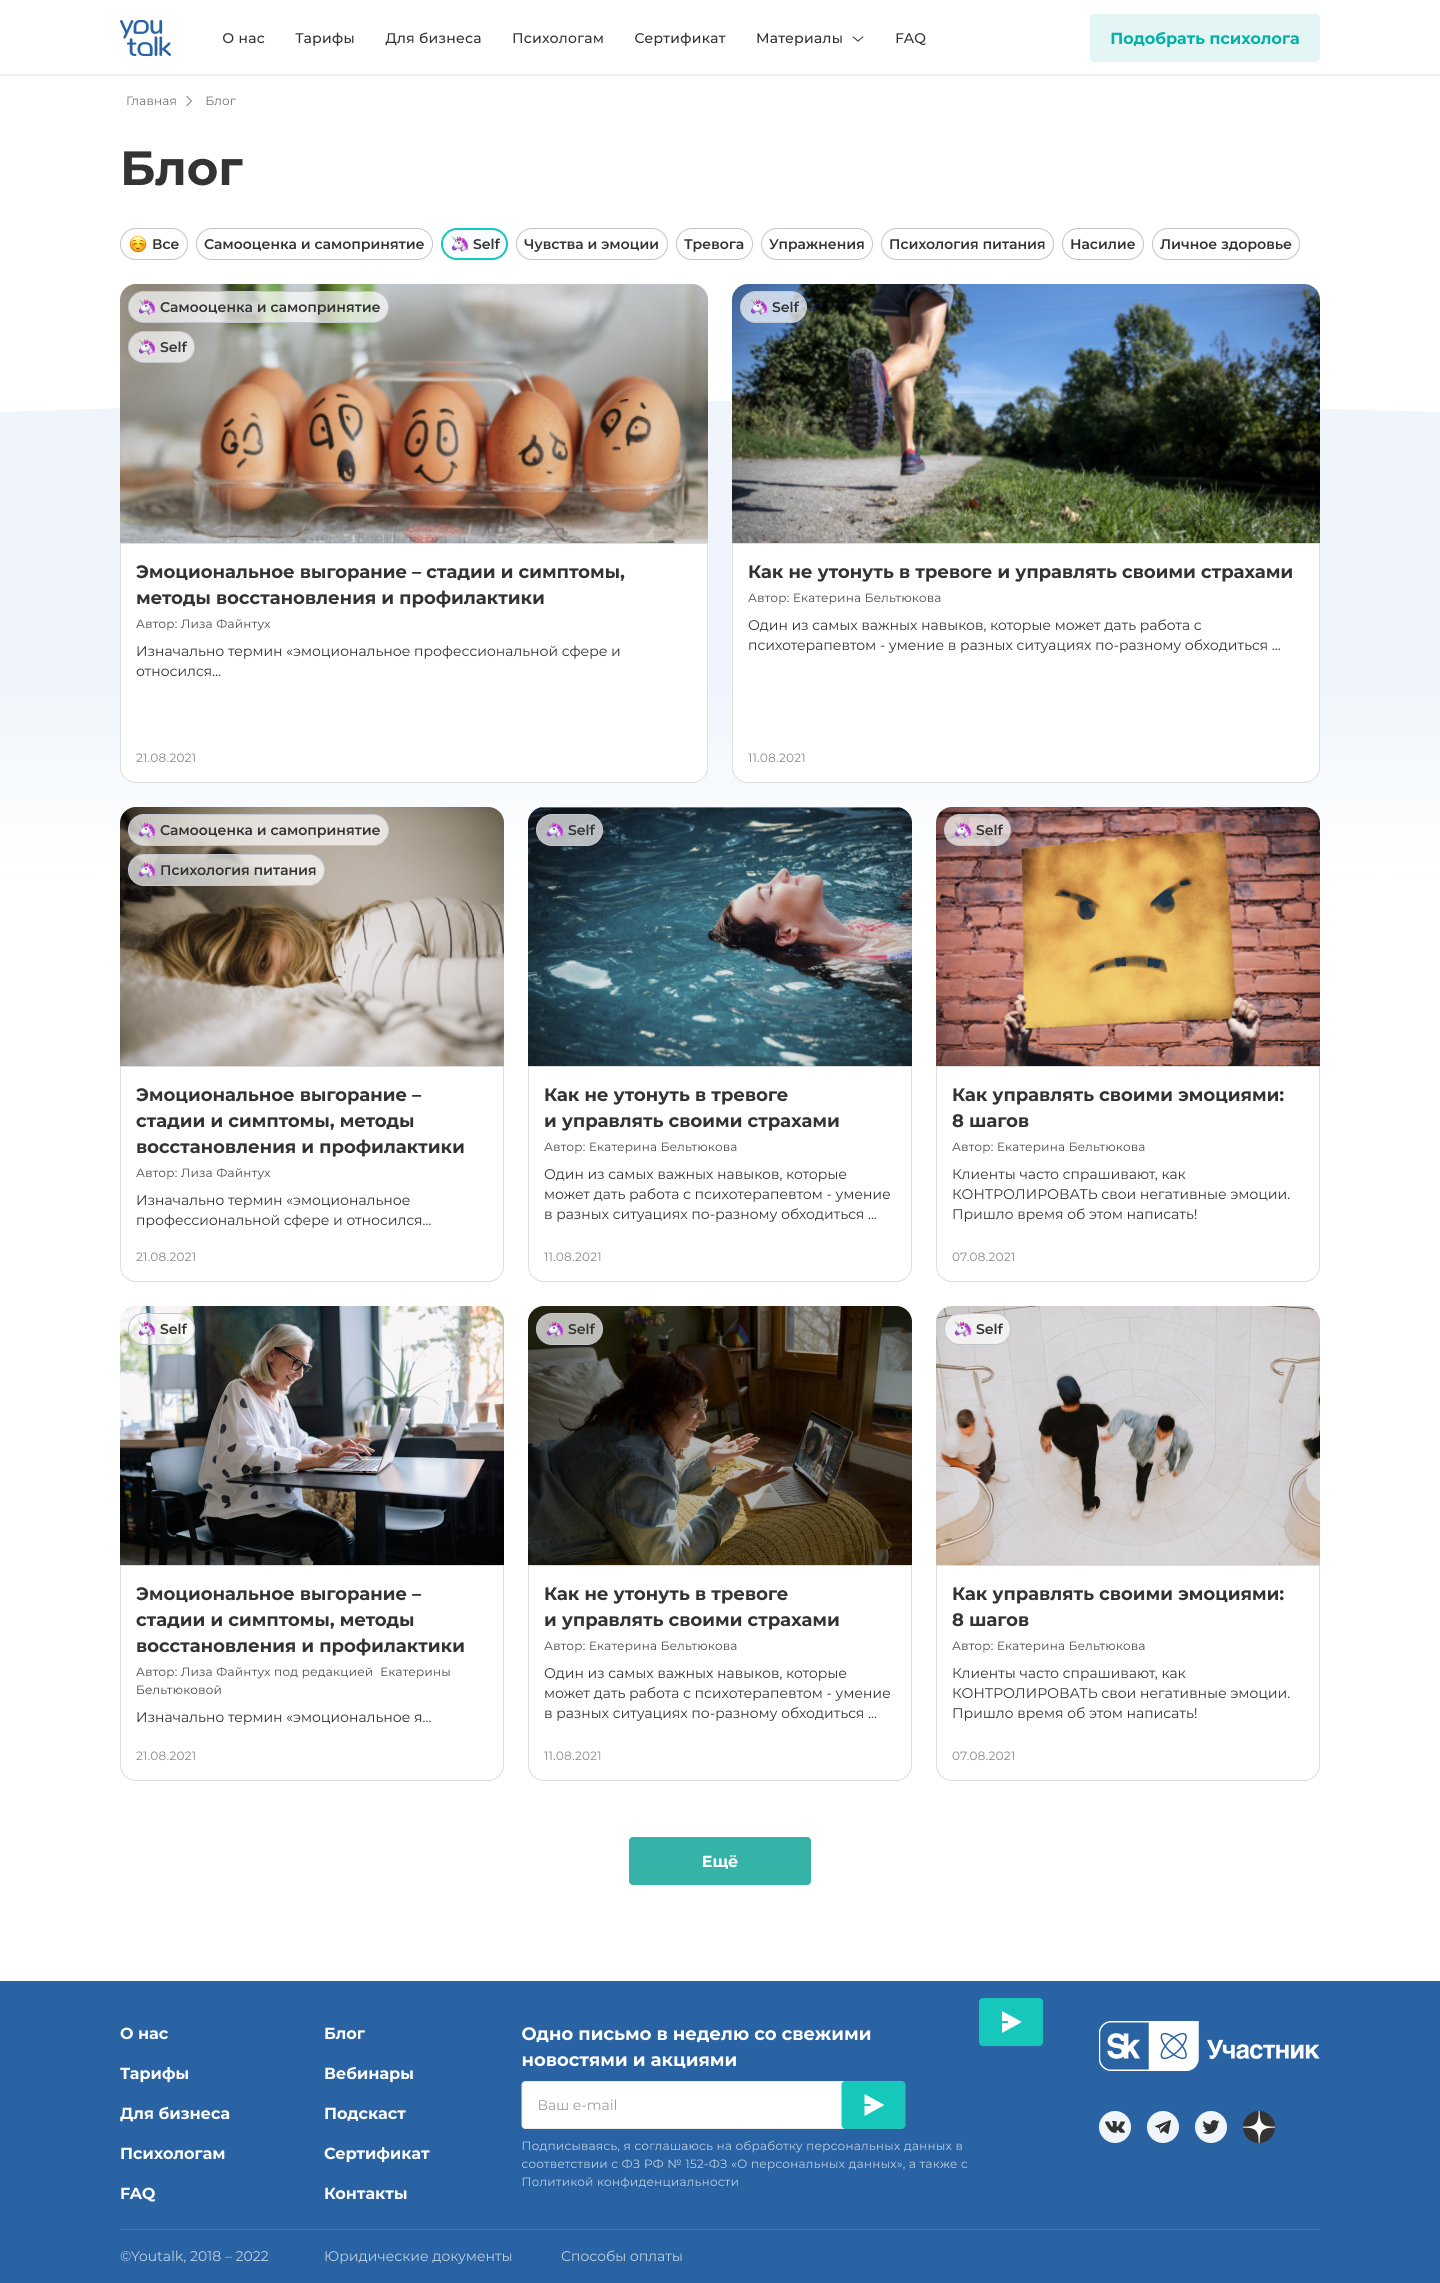 you
talk
О нас Тарифы Для бизнеса Психологам Сертификат Материалы FAQ
Подобрать психолога
Главная Блог
Блог
Все Самооценка и самопринятие Self Чувства и эмоции Тревога Упражнения Психология питания Насилие Личное здоровье
Самооценка и самопринятие
Self
Эмоциональное выгорание – стадии и симптомы,
методы восстановления и профилактики
Автор: Лиза Файнтух
Изначально термин «эмоциональное профессиональной сфере и
относился...
21.08.2021
Self
Как не утонуть в тревоге и управлять своими страхами
Автор: Екатерина Бельтюкова
Один из самых важных навыков, которые может дать работа с
психотерапевтом - умение в разных ситуациях по-разному обходиться ...
11.08.2021
Самооценка и самопринятие
Психология питания
Эмоциональное выгорание –
стадии и симптомы, методы
восстановления и профилактики
Автор: Лиза Файнтух
Изначально термин «эмоциональное
профессиональной сфере и относился...
21.08.2021
Self
Как не утонуть в тревоге
и управлять своими страхами
Автор: Екатерина Бельтюкова
Один из самых важных навыков, которые
может дать работа с психотерапевтом - умение
в разных ситуациях по-разному обходиться ...
11.08.2021
Self
Как управлять своими эмоциями:
8 шагов
Автор: Екатерина Бельтюкова
Клиенты часто спрашивают, как
КОНТРОЛИРОВАТЬ свои негативные эмоции.
Пришло время об этом написать!
07.08.2021
Self
Эмоциональное выгорание –
стадии и симптомы, методы
восстановления и профилактики
Автор: Лиза Файнтух под редакцией Екатерины
Бельтюковой
Изначально термин «эмоциональное я...
21.08.2021
Self
Как не утонуть в тревоге
и управлять своими страхами
Автор: Екатерина Бельтюкова
Один из самых важных навыков, которые
может дать работа с психотерапевтом - умение
в разных ситуациях по-разному обходиться ...
11.08.2021
Self
Как управлять своими эмоциями:
8 шагов
Автор: Екатерина Бельтюкова
Клиенты часто спрашивают, как
КОНТРОЛИРОВАТЬ свои негативные эмоции.
Пришло время об этом написать!
07.08.2021
Ещё
О нас
Тарифы
Для бизнеса
Психологам
FAQ
Блог
Вебинары
Подскаст
Сертификат
Контакты
Одно письмо в неделю со свежими
новостями и акциями
Ваш e-mail
Подписываясь, я соглашаюсь на обработку персональных данных в
соответствии с ФЗ РФ № 152-ФЗ «О персональных данных», а также с
Политикой конфиденциальности
Sk Участник
©Youtalk, 2018 – 2022 Юридические документы Способы оплаты